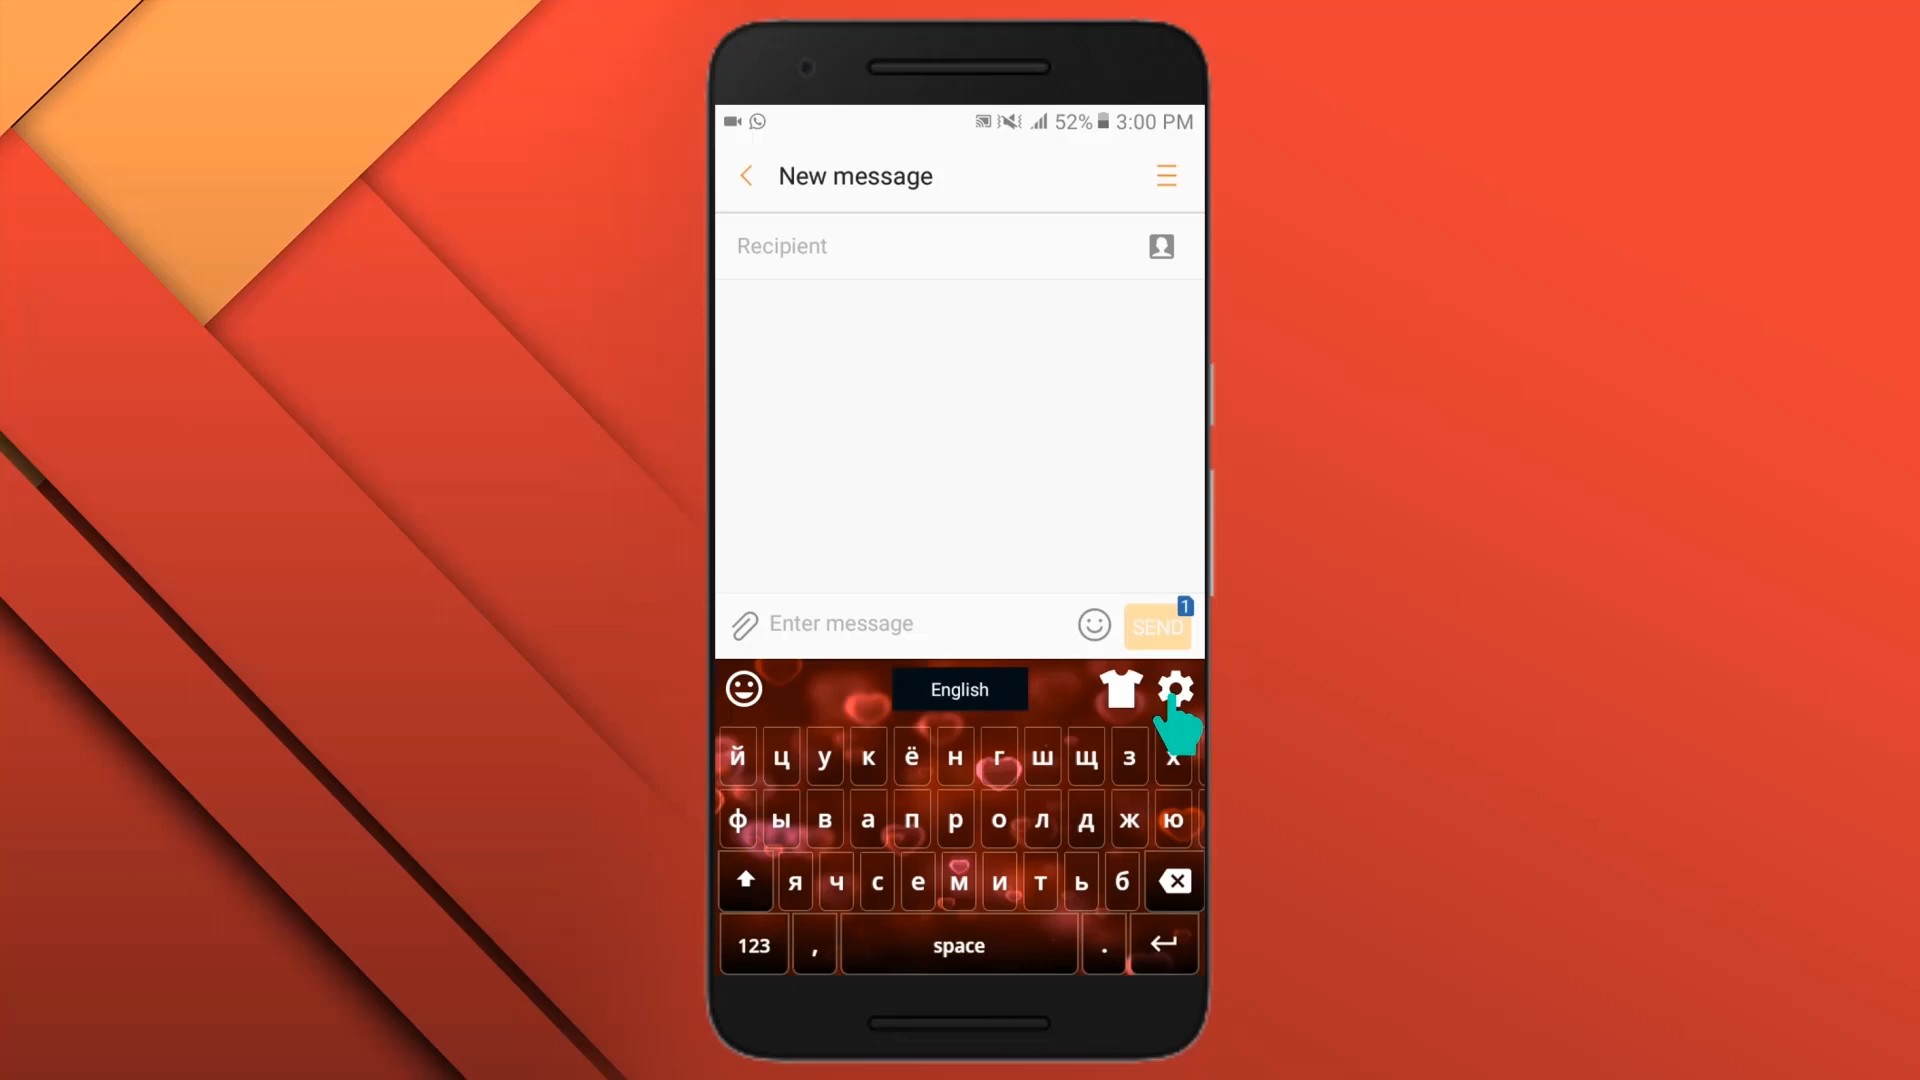 52% 3:00 PM
New message
Recipient
Enter message
1
SEND
English
й ц у к ё н г ш щ з х
ф ы в а п р о л д ж ю
я ч с е м и т ь б
123 , space .